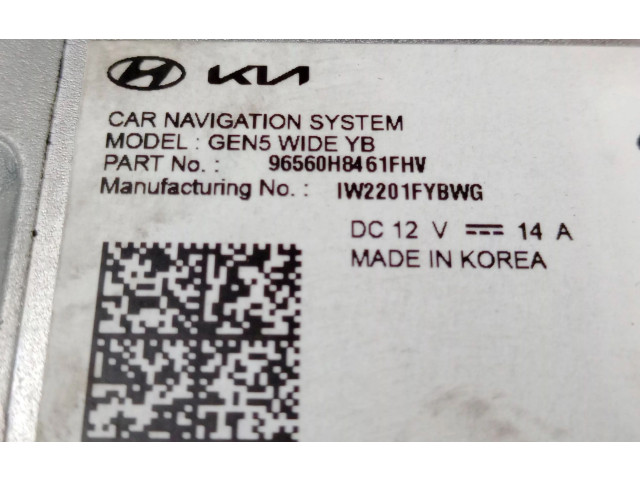 KIA
CAR NAVIGATION SYSTEM
MODEL : GEN5 WIDE YB
PART No. : 96560H8461FHV
Manufacturing No. : IW2201FYBWG
DC 12 V ⎓ 14 A
MADE IN KOREA